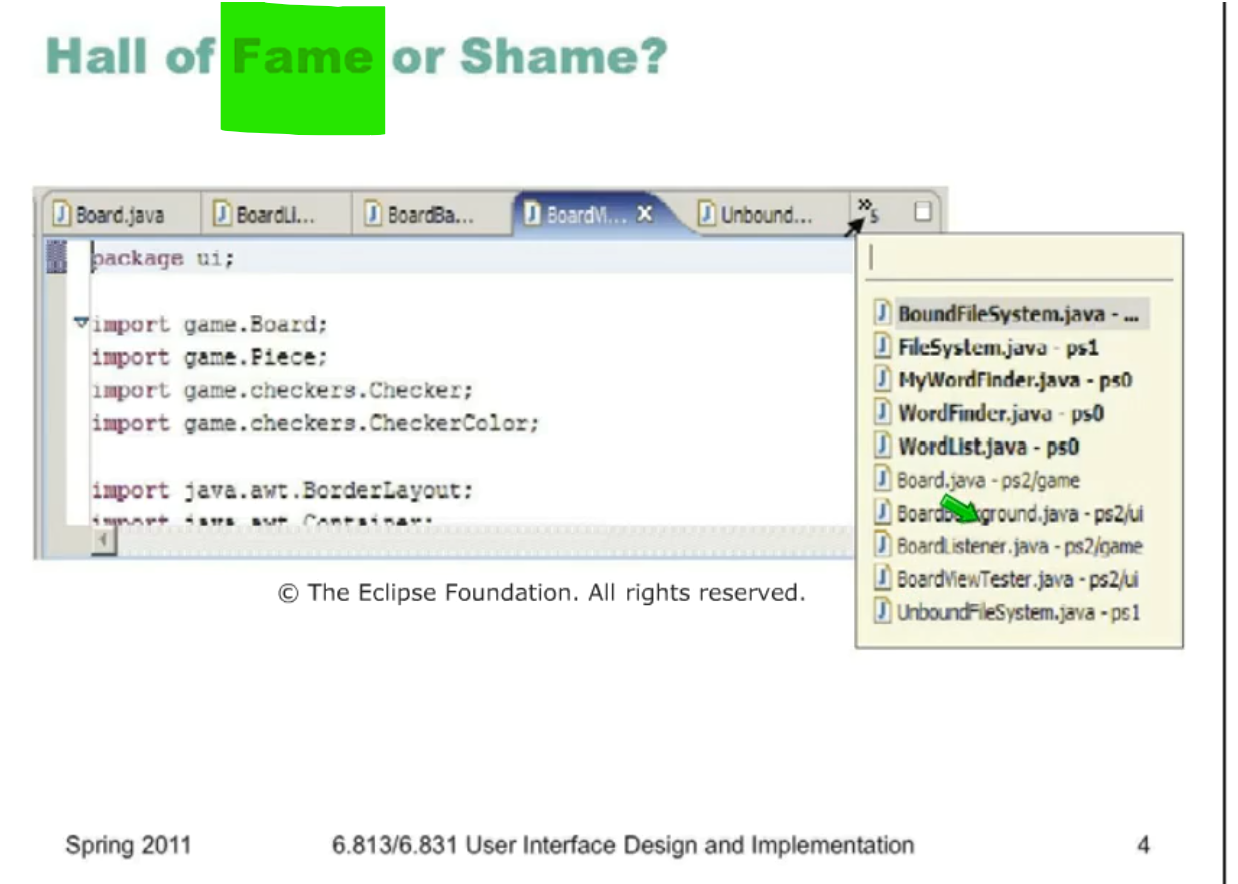 Hall of Fame or Shame?
Board.java
BoardLi...
BoardBa...
BoardVi... X
Unbound...
»5
package ui;
import game.Board;
import game.Piece;
import game.checkers.Checker;
import game.checkers.CheckerColor;
import java.awt.BorderLayout;
import java.awt.Container;
BoundFileSystem.java - ...
FileSystem.java - ps1
MyWordFinder.java - ps0
WordFinder.java - ps0
WordList.java - ps0
Board.java - ps2/game
BoardBackground.java - ps2/ui
BoardListener.java - ps2/game
BoardViewTester.java - ps2/ui
UnboundFileSystem.java - ps1
© The Eclipse Foundation. All rights reserved.
Spring 2011
6.813/6.831 User Interface Design and Implementation
4